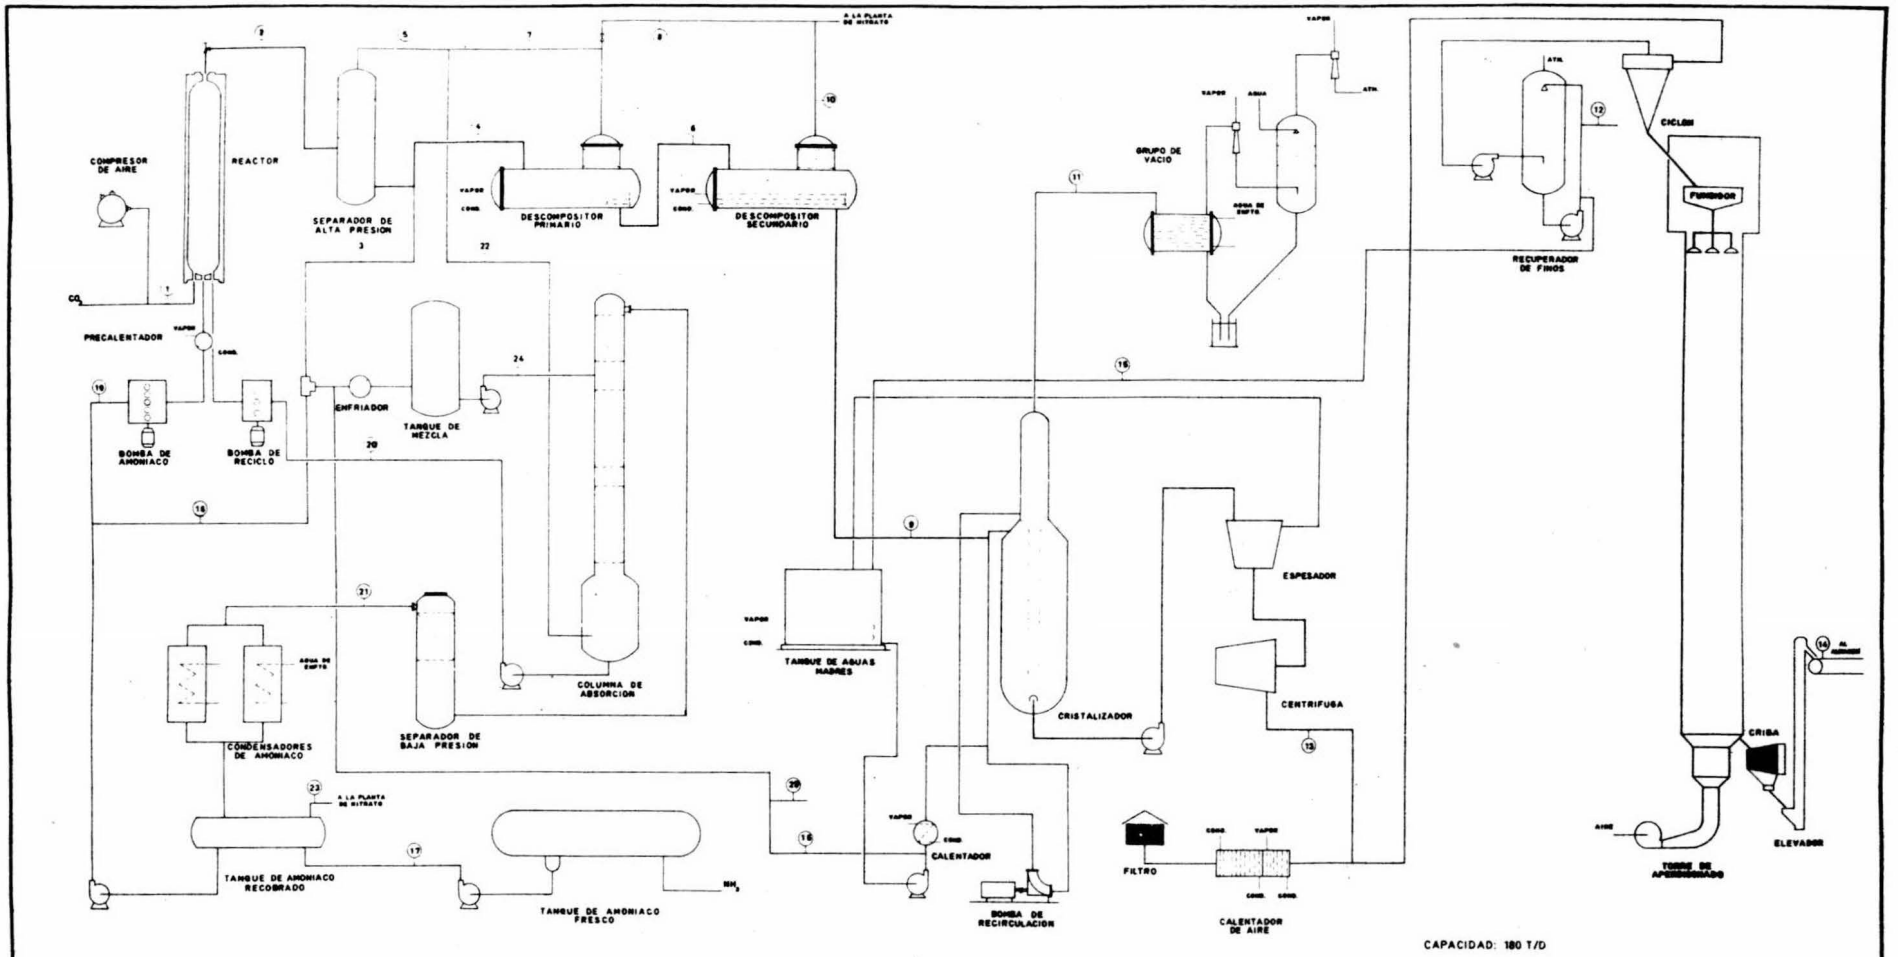 2
5
7
8
A LA PLANTA
DE NITRATO
VAPOR
ATM.
12
CICLON
COMPRESOR
DE AIRE
REACTOR
4
6
10
VAPOR
AGUA
ATM.
GRUPO DE
VACIO
FUNDIDOR
VAPOR
COND.
VAPOR
COND.
11
AGUA DE
ENFTO.
SEPARADOR DE
ALTA PRESION
DESCOMPOSITOR
PRIMARIO
DESCOMPOSITOR
SECUNDARIO
3
22
RECUPERADOR
DE FINOS
CO2
1
PRECALENTADOR
VAPOR
COND.
24
15
19
ENFRIADOR
TANQUE DE
MEZCLA
BOMBA DE
AMONIACO
BOMBA DE
RECICLO
20
18
9
ESPESADOR
21
VAPOR
COND.
TANQUE DE AGUAS
MADRES
14
AL
AGUA DE
ENFTO.
COLUMNA DE
ABSORCION
CRISTALIZADOR
CENTRIFUGA
SEPARADOR DE
BAJA PRESION
CONDENSADORES
DE AMONIACO
13
CRIBA
23
A LA PLANTA
DE NITRATO
VAPOR
COND.
16
CALENTADOR
17
COND.
VAPOR
AIRE
ELEVADOR
FILTRO
TORRE DE
APERDIGONADO
TANQUE DE AMONIACO
RECOBRADO
NH3
COND.
COND.
TANQUE DE AMONIACO
FRESCO
BOMBA DE
RECIRCULACION
CALENTADOR
DE AIRE
CAPACIDAD: 180 T/D